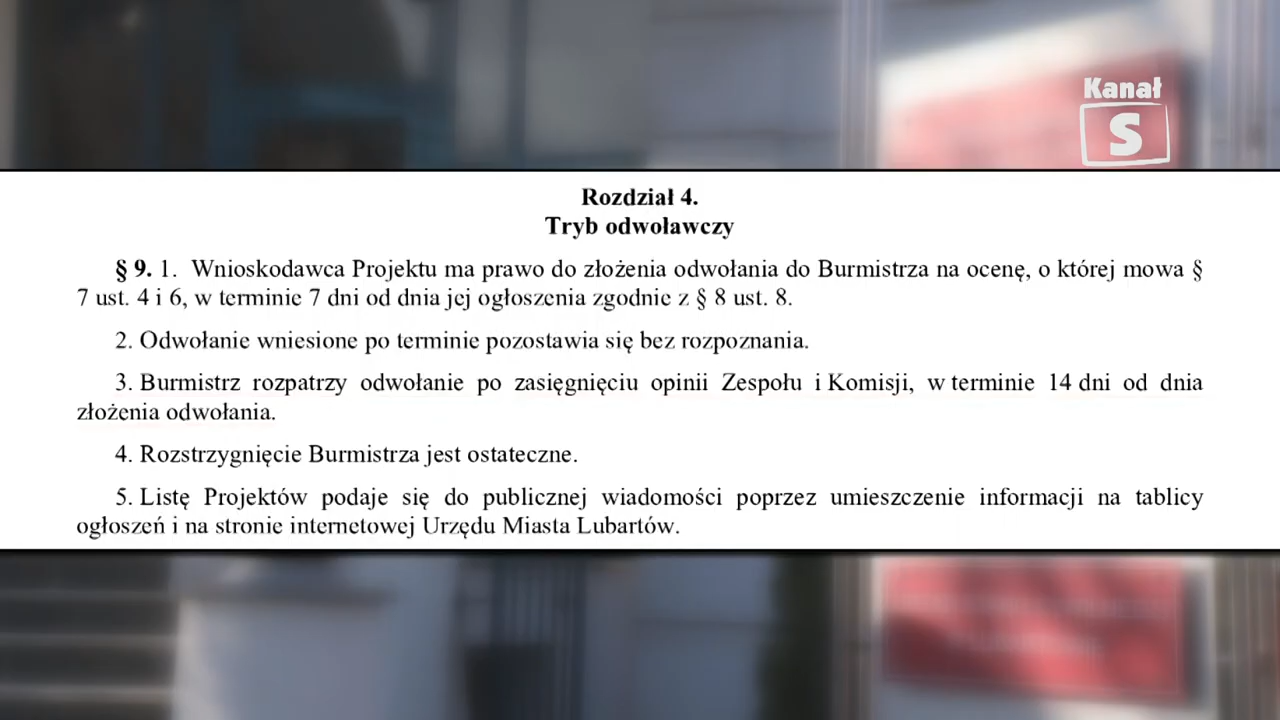 Kanał
S
Rozdział 4.
Tryb odwoławczy
§ 9. 1. Wnioskodawca Projektu ma prawo do złożenia odwołania do Burmistrza na ocenę, o której mowa §
7 ust. 4 i 6, w terminie 7 dni od dnia jej ogłoszenia zgodnie z § 8 ust. 8.
2. Odwołanie wniesione po terminie pozostawia się bez rozpoznania.
3. Burmistrz rozpatrzy odwołanie po zasięgnięciu opinii Zespołu i Komisji, w terminie 14 dni od dnia
złożenia odwołania.
4. Rozstrzygnięcie Burmistrza jest ostateczne.
5. Listę Projektów podaje się do publicznej wiadomości poprzez umieszczenie informacji na tablicy
ogłoszeń i na stronie internetowej Urzędu Miasta Lubartów.